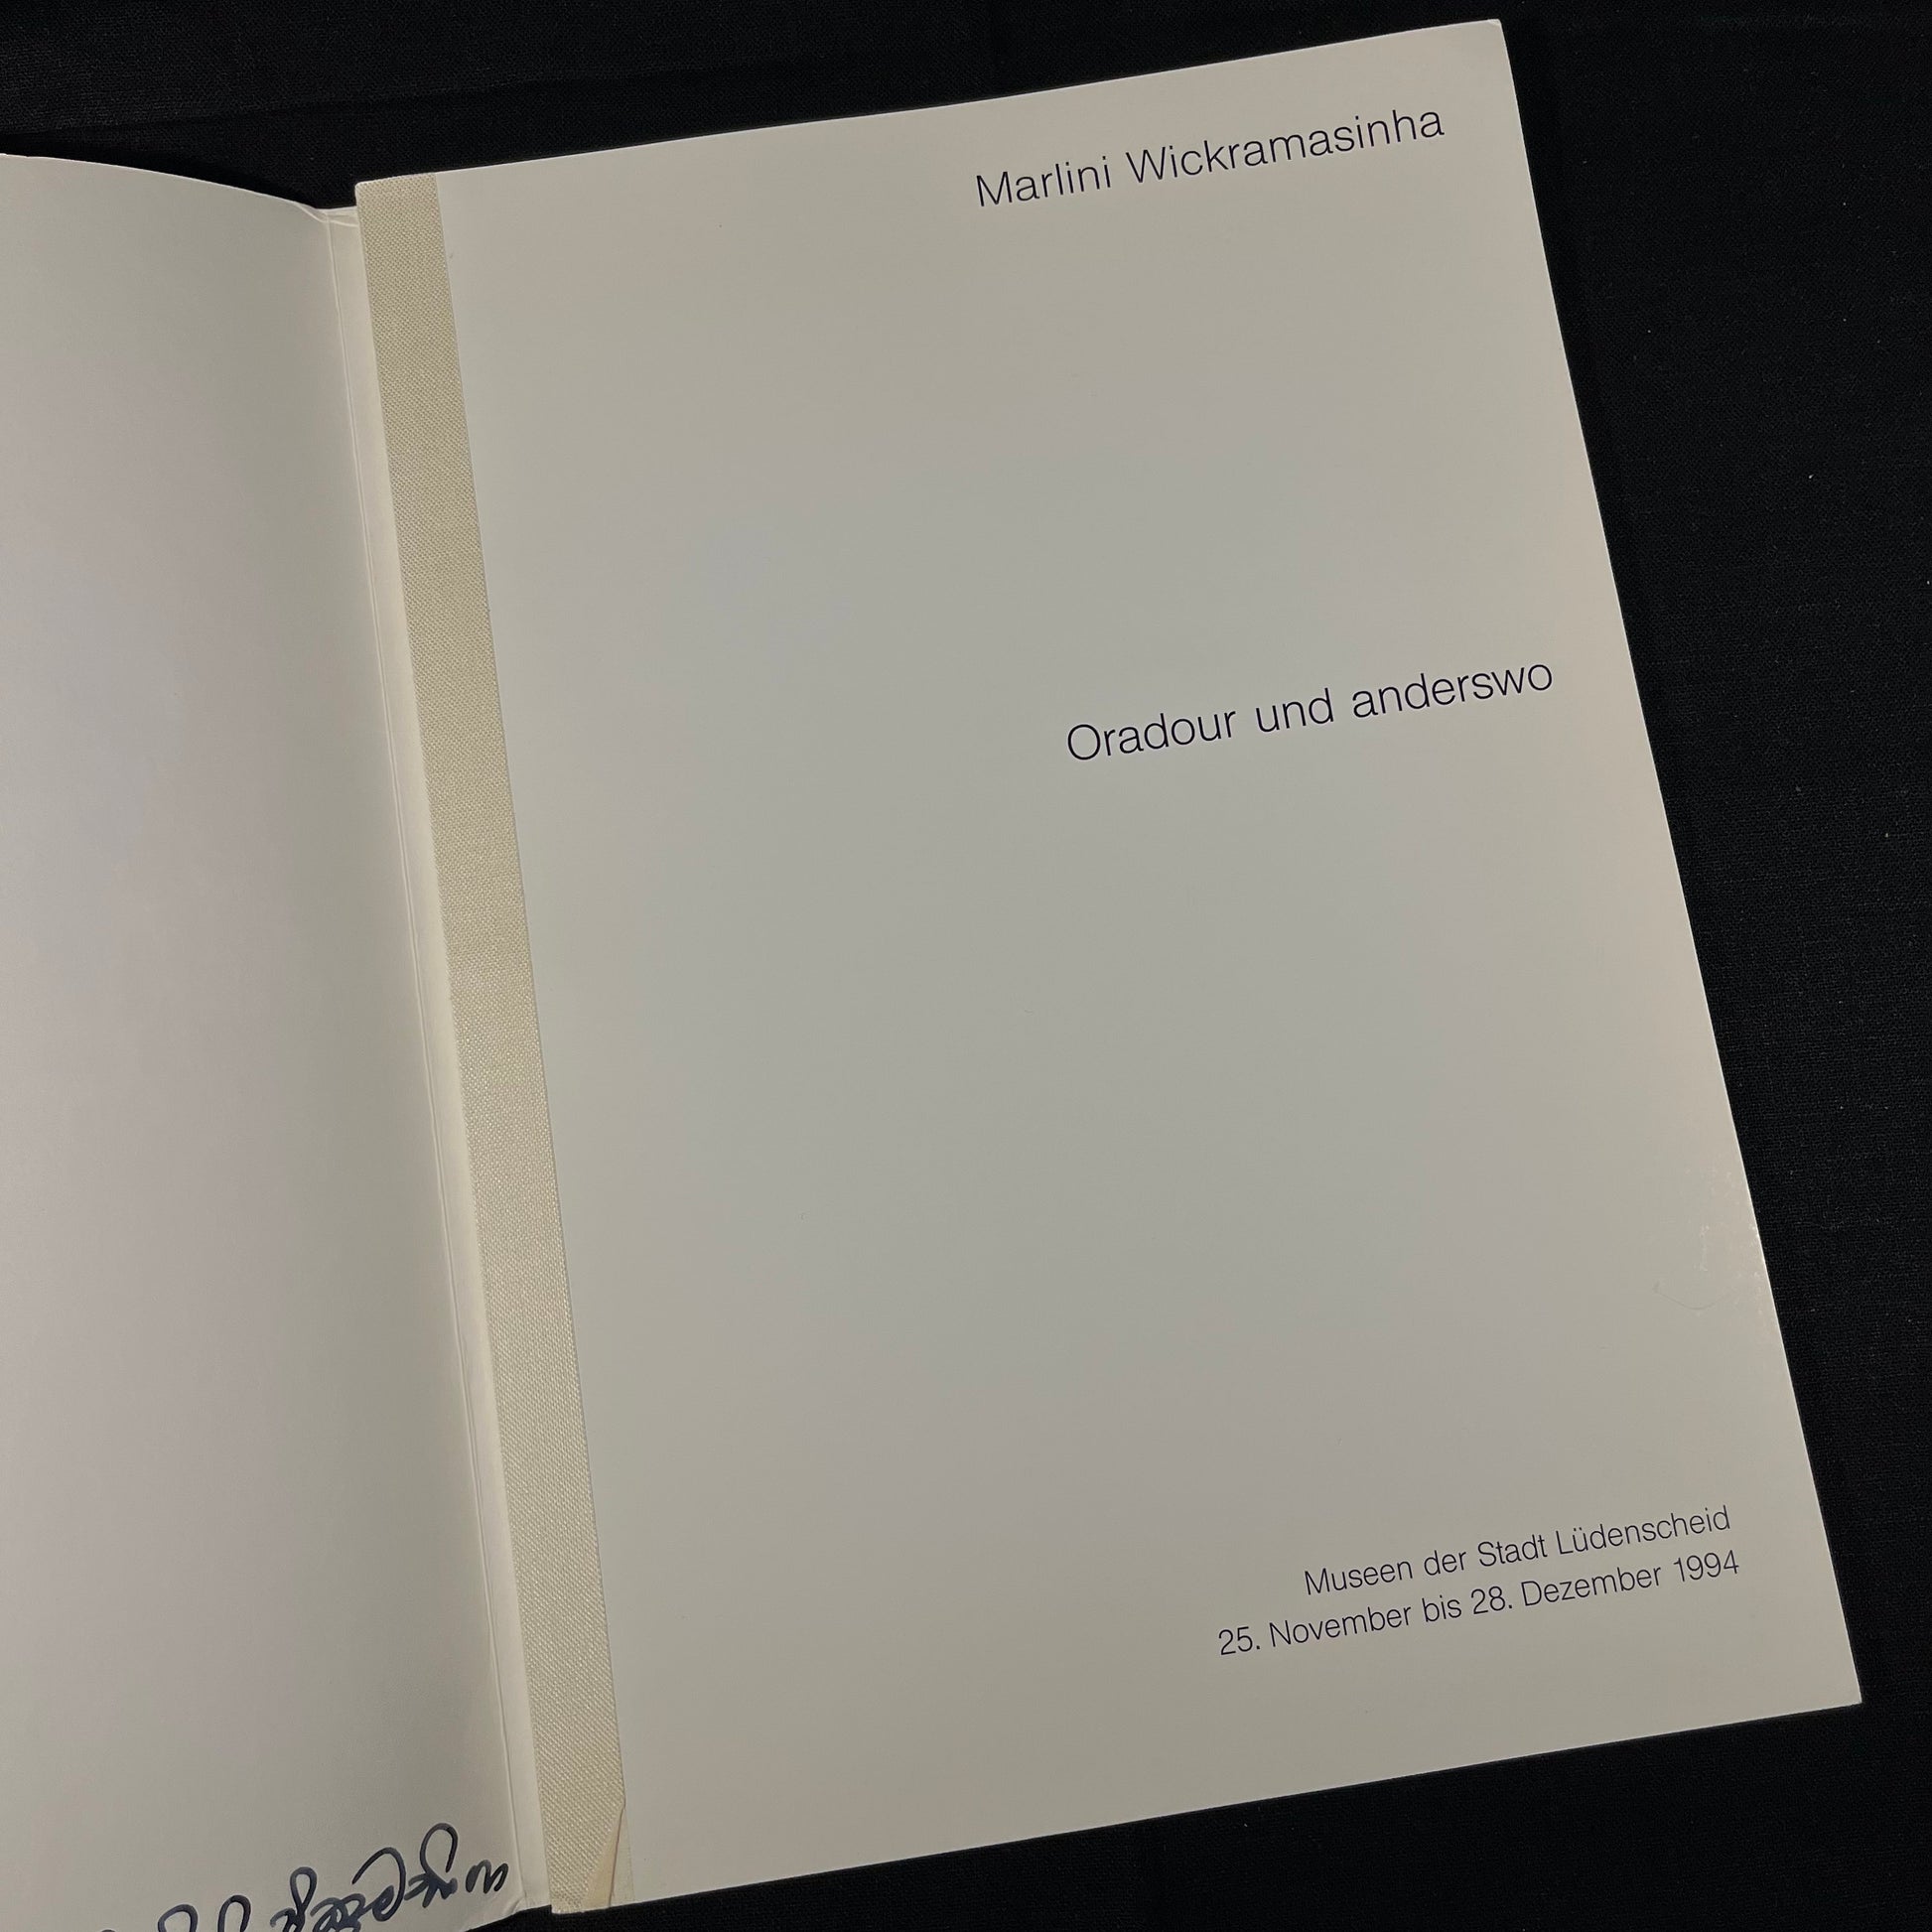 Marlini Wickramasinha
Oradour und anderswo
Museen der Stadt Lüdenscheid
25. November bis 28. Dezember 1994